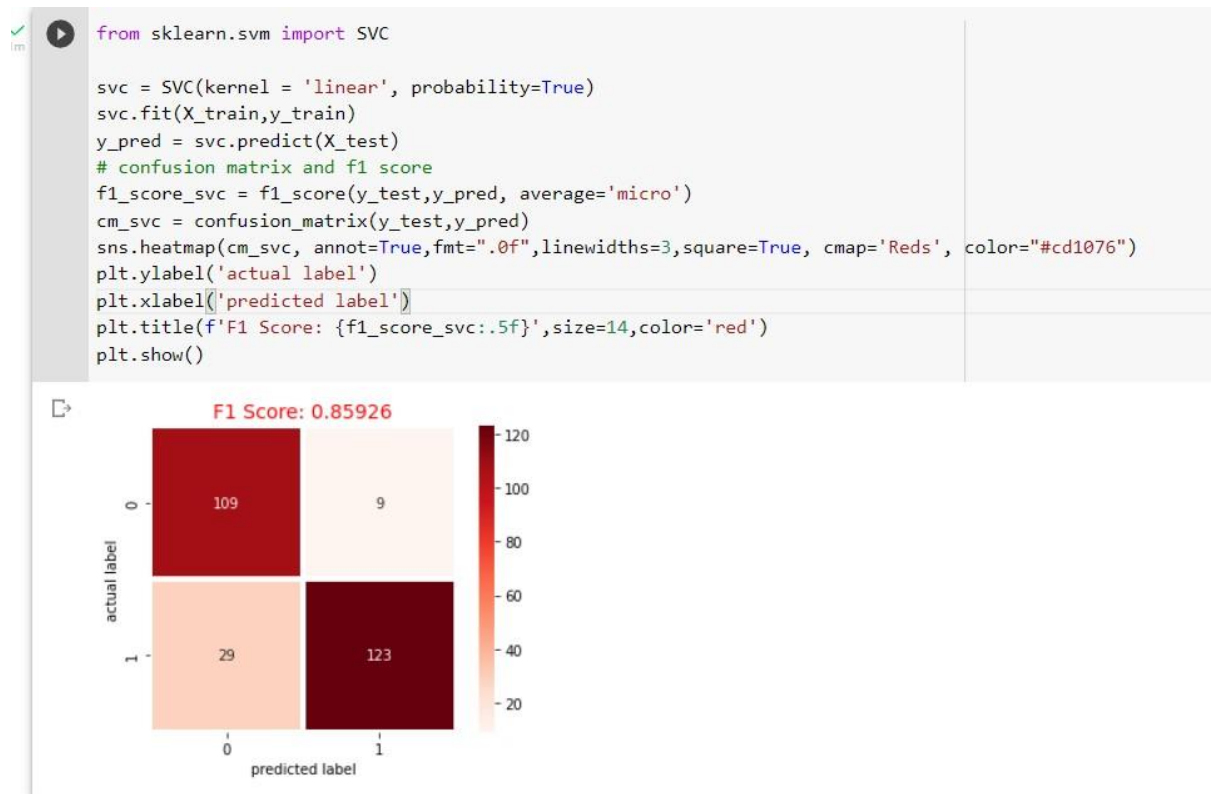 from sklearn.svm import SVC
svc = SVC(kernel = 'linear', probability=True)
svc.fit(X_train,y_train)
y_pred = svc.predict(X_test)
# confusion matrix and f1 score
f1_score_svc = f1_score(y_test,y_pred, average='micro')
cm_svc = confusion_matrix(y_test,y_pred)
sns.heatmap(cm_svc, annot=True,fmt=".0f",linewidths=3,square=True, cmap='Reds', color="#cd1076")
plt.ylabel('actual label')
plt.xlabel('predicted label')
plt.title(f'F1 Score: {f1_score_svc:.5f}',size=14,color='red')
plt.show()
F1 Score: 0.85926
120
100
80
60
40
20
0
109
9
actual label
1
29
123
0
1
predicted label